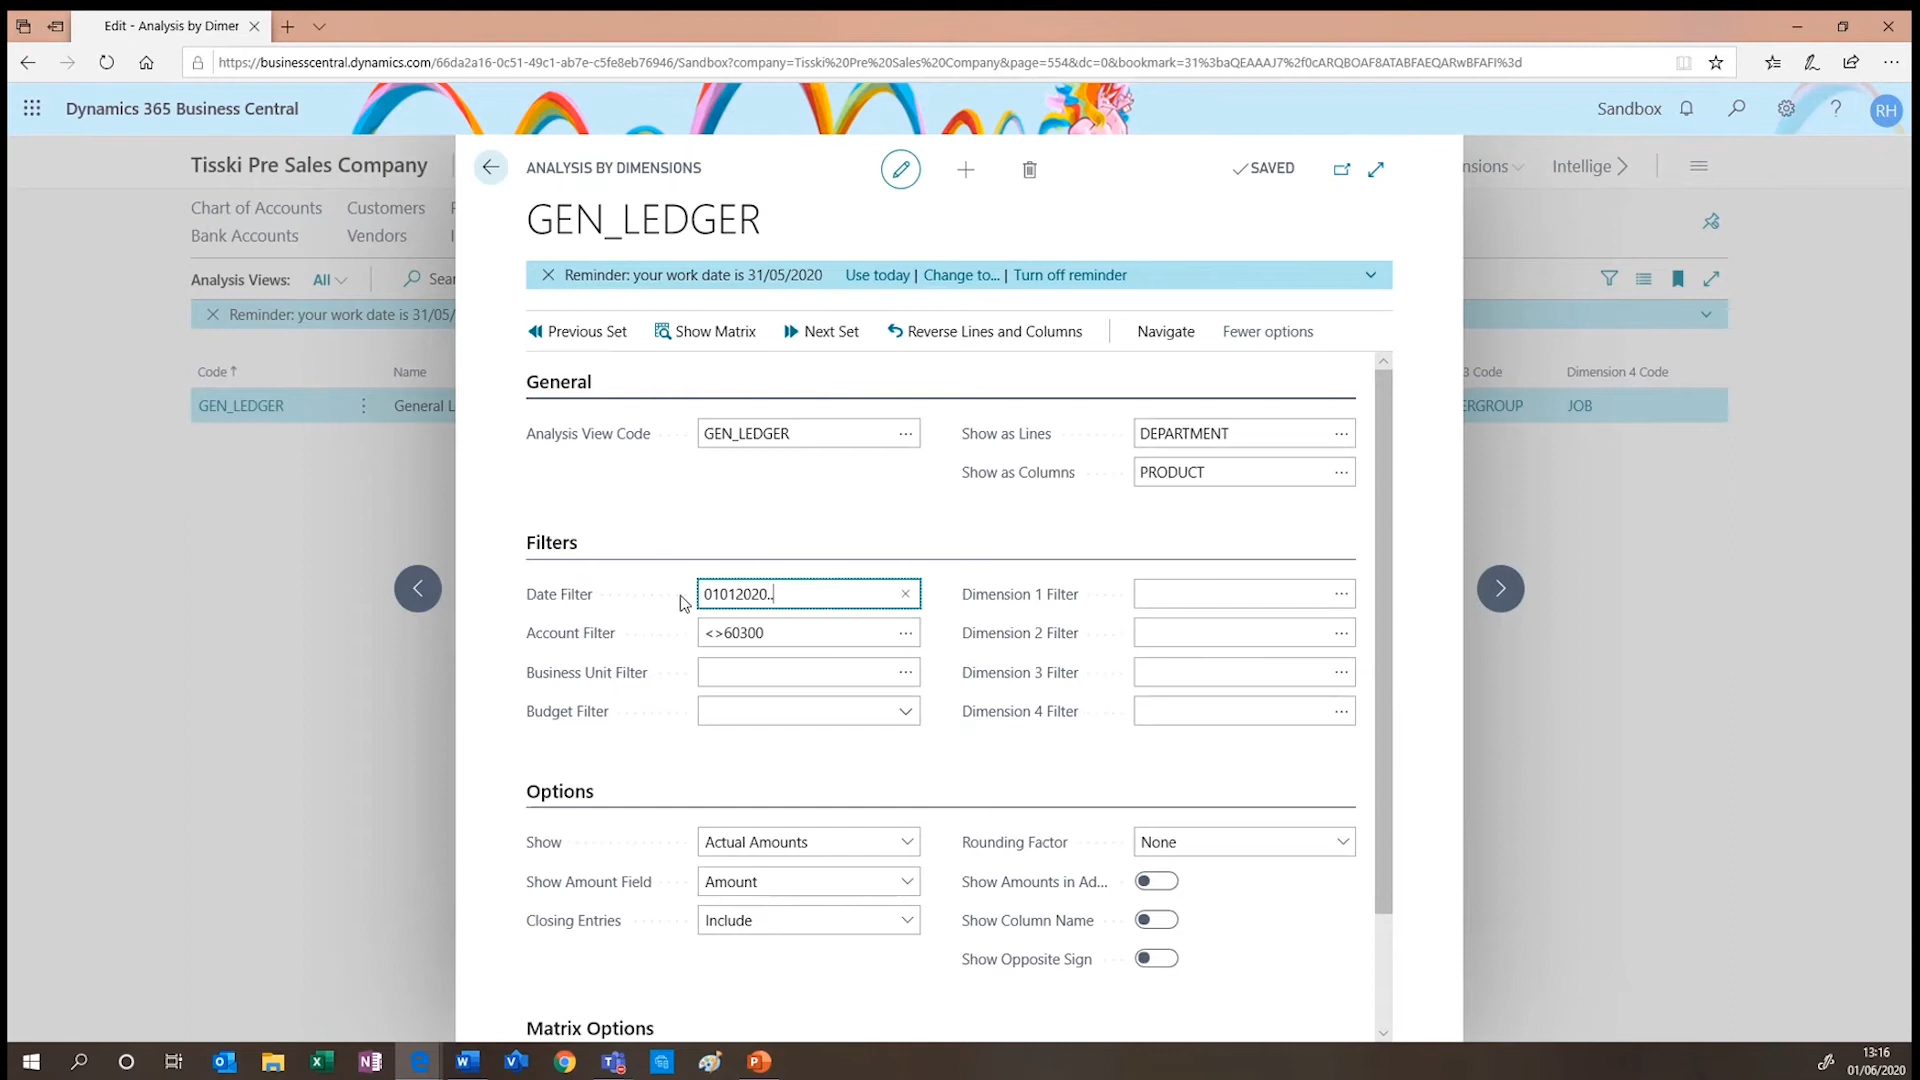 Edit - Analysis by Dimer
https://businesscentral.dynamics.com/66da2a16-0c51-49c1-ab7e-c5fe8eb76946/Sandbox?company=Tisski%20Pre%20Sales%20Company&page=554&dc=0&bookmark=31%3baQEAAAJ7%2f0cARQBOAF8ATABFAEQARwBFAFI%3d
Dynamics 365 Business Central
Sandbox
RH
Tisski Pre Sales Company
nsions
Intellige
Chart of Accounts
Customers
Bank Accounts
Vendors
Analysis Views:
All
Sear
Reminder: your work date is 31/05/
Code
Name
3 Code
Dimension 4 Code
GEN_LEDGER
General L
ERGROUP
JOB
ANALYSIS BY DIMENSIONS
SAVED
GEN_LEDGER
Reminder: your work date is 31/05/2020 Use today | Change to... | Turn off reminder
Previous Set
Show Matrix
Next Set
Reverse Lines and Columns
Navigate
Fewer options
General
Analysis View Code
GEN_LEDGER
Show as Lines
DEPARTMENT
Show as Columns
PRODUCT
Filters
Date Filter
01012020..
Dimension 1 Filter
Account Filter
<>60300
Dimension 2 Filter
Business Unit Filter
Dimension 3 Filter
Budget Filter
Dimension 4 Filter
Options
Show
Actual Amounts
Rounding Factor
None
Show Amount Field
Amount
Show Amounts in Ad...
Closing Entries
Include
Show Column Name
Show Opposite Sign
Matrix Options
13:16
01/06/2020